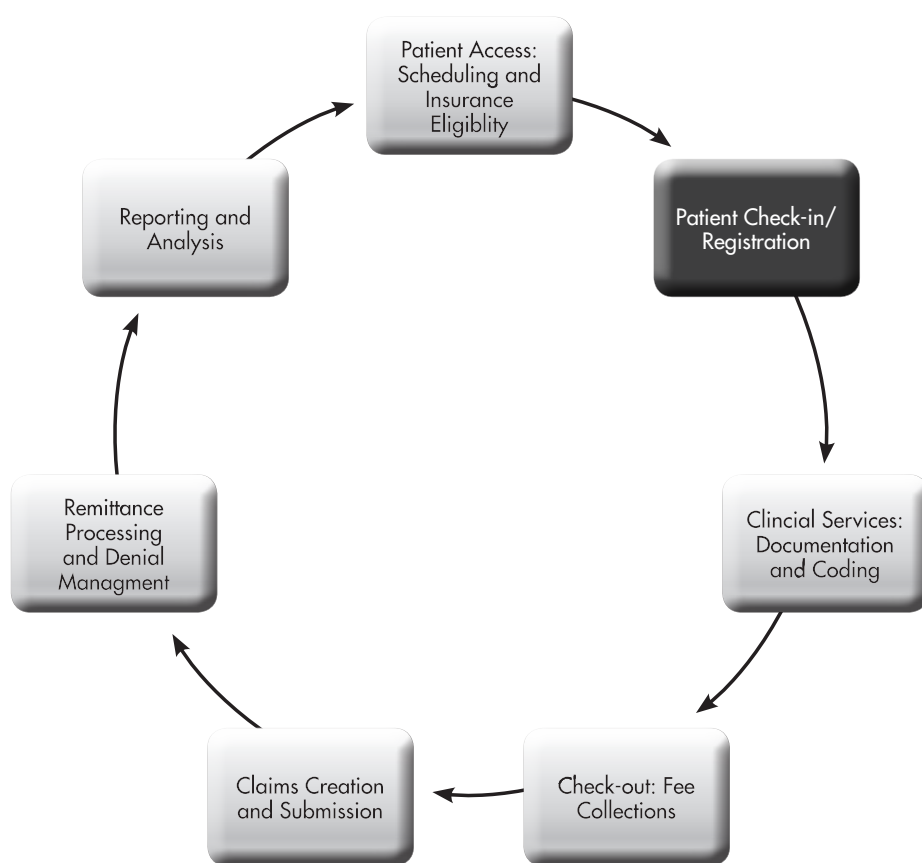 Patient Access:
Scheduling and
Insurance
Eligiblity
Patient Check-in/
Registration
Clincial Services:
Documentation
and Coding
Check-out: Fee
Collections
Claims Creation
and Submission
Remittance
Processing
and Denial
Managment
Reporting and
Analysis